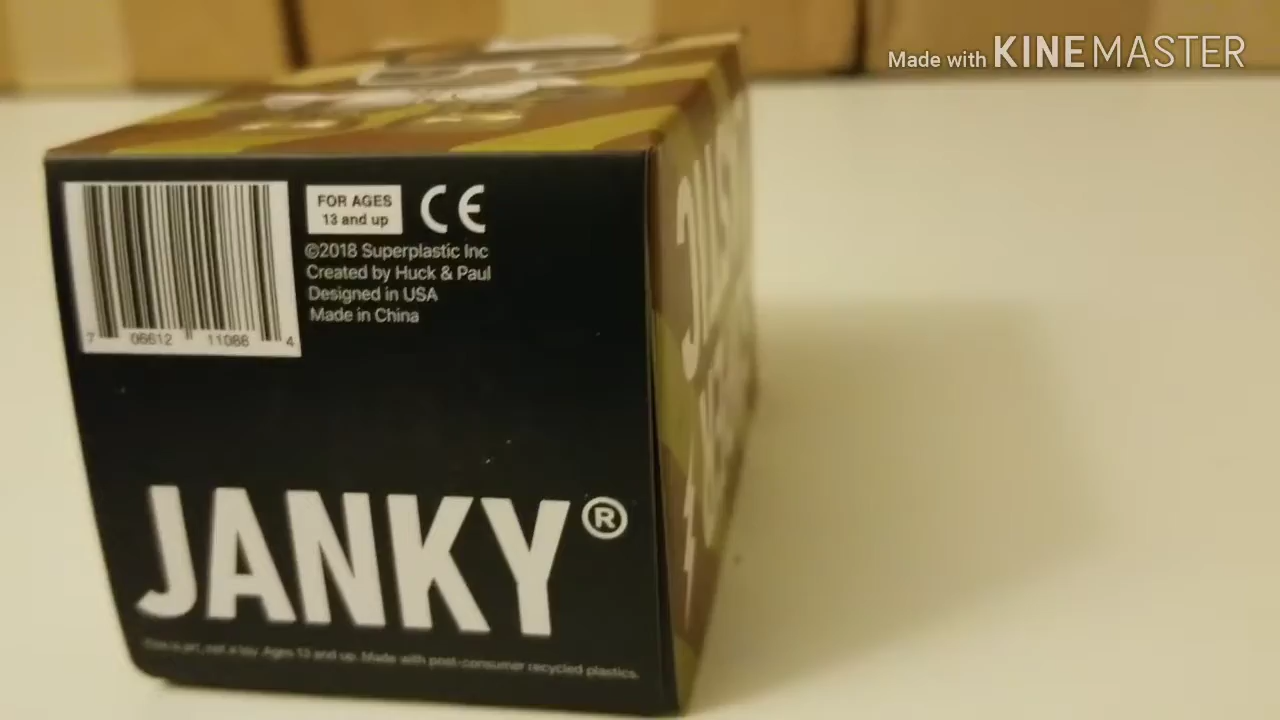 Made with KINEMASTER
FOR AGES
13 and up
CE
©2018 Superplastic Inc
Created by Huck & Paul
Designed in USA
Made in China
7 06612 11086 4
JANKY®
This is art, not a toy. Ages 13 and up. Made with post-consumer recycled plastics.